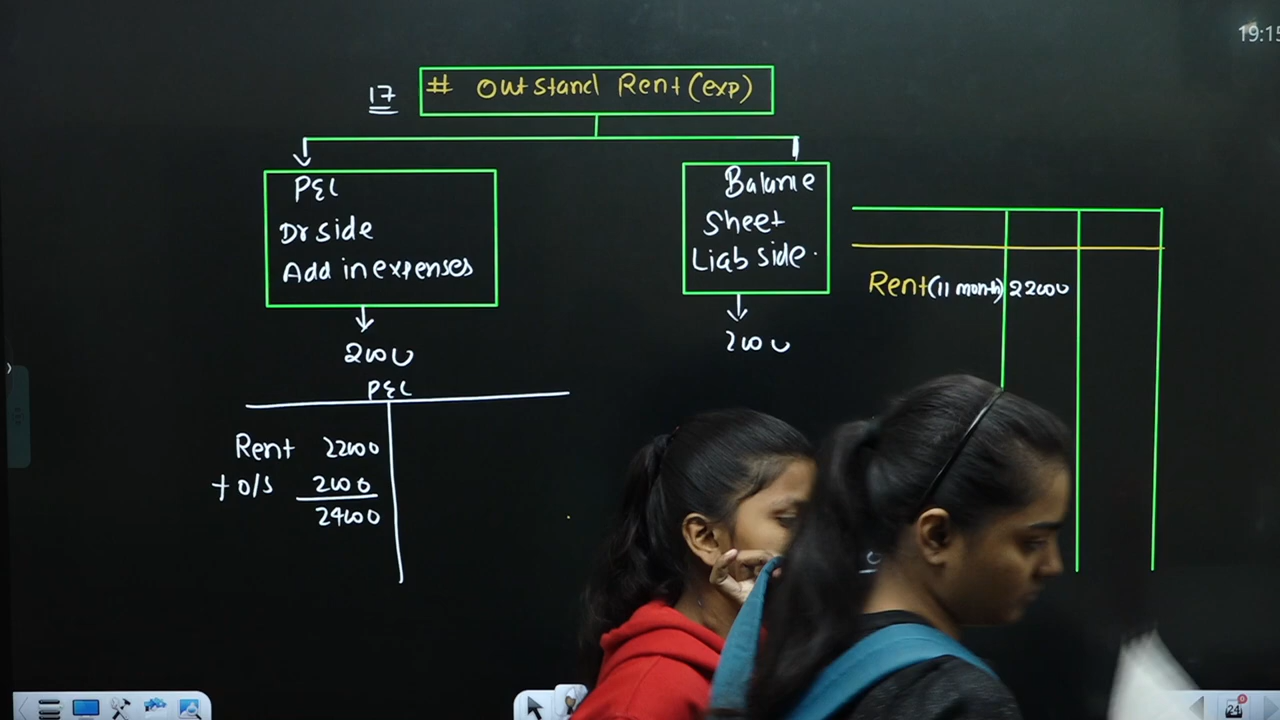 19:15
17 # Outstand Rent (exp)
P&L
Dr side
Add in expenses
2000
Balance
Sheet
Liab side.
2000
Rent (11 month) 22000
P&L
Rent 22000
+ O/S 2000
24000
24